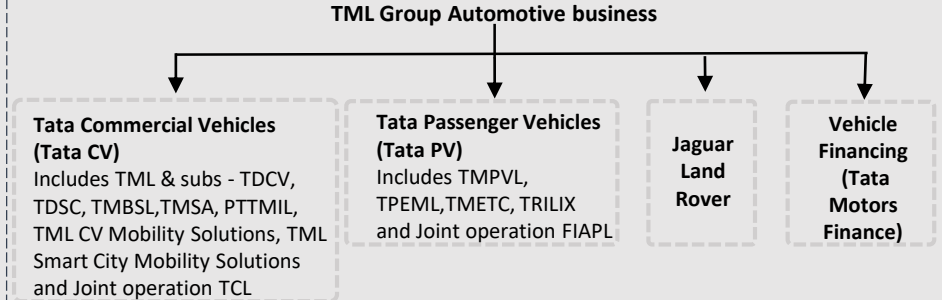 TML Group Automotive business
Tata Commercial Vehicles
(Tata CV)
Includes TML & subs - TDCV,
TDSC, TMBSL,TMSA, PTTMIL,
TML CV Mobility Solutions, TML
Smart City Mobility Solutions
and Joint operation TCL
Tata Passenger Vehicles
(Tata PV)
Includes TMPVL,
TPEML,TMETC, TRILIX
and Joint operation FIAPL
Jaguar
Land
Rover
Vehicle
Financing
(Tata
Motors
Finance)